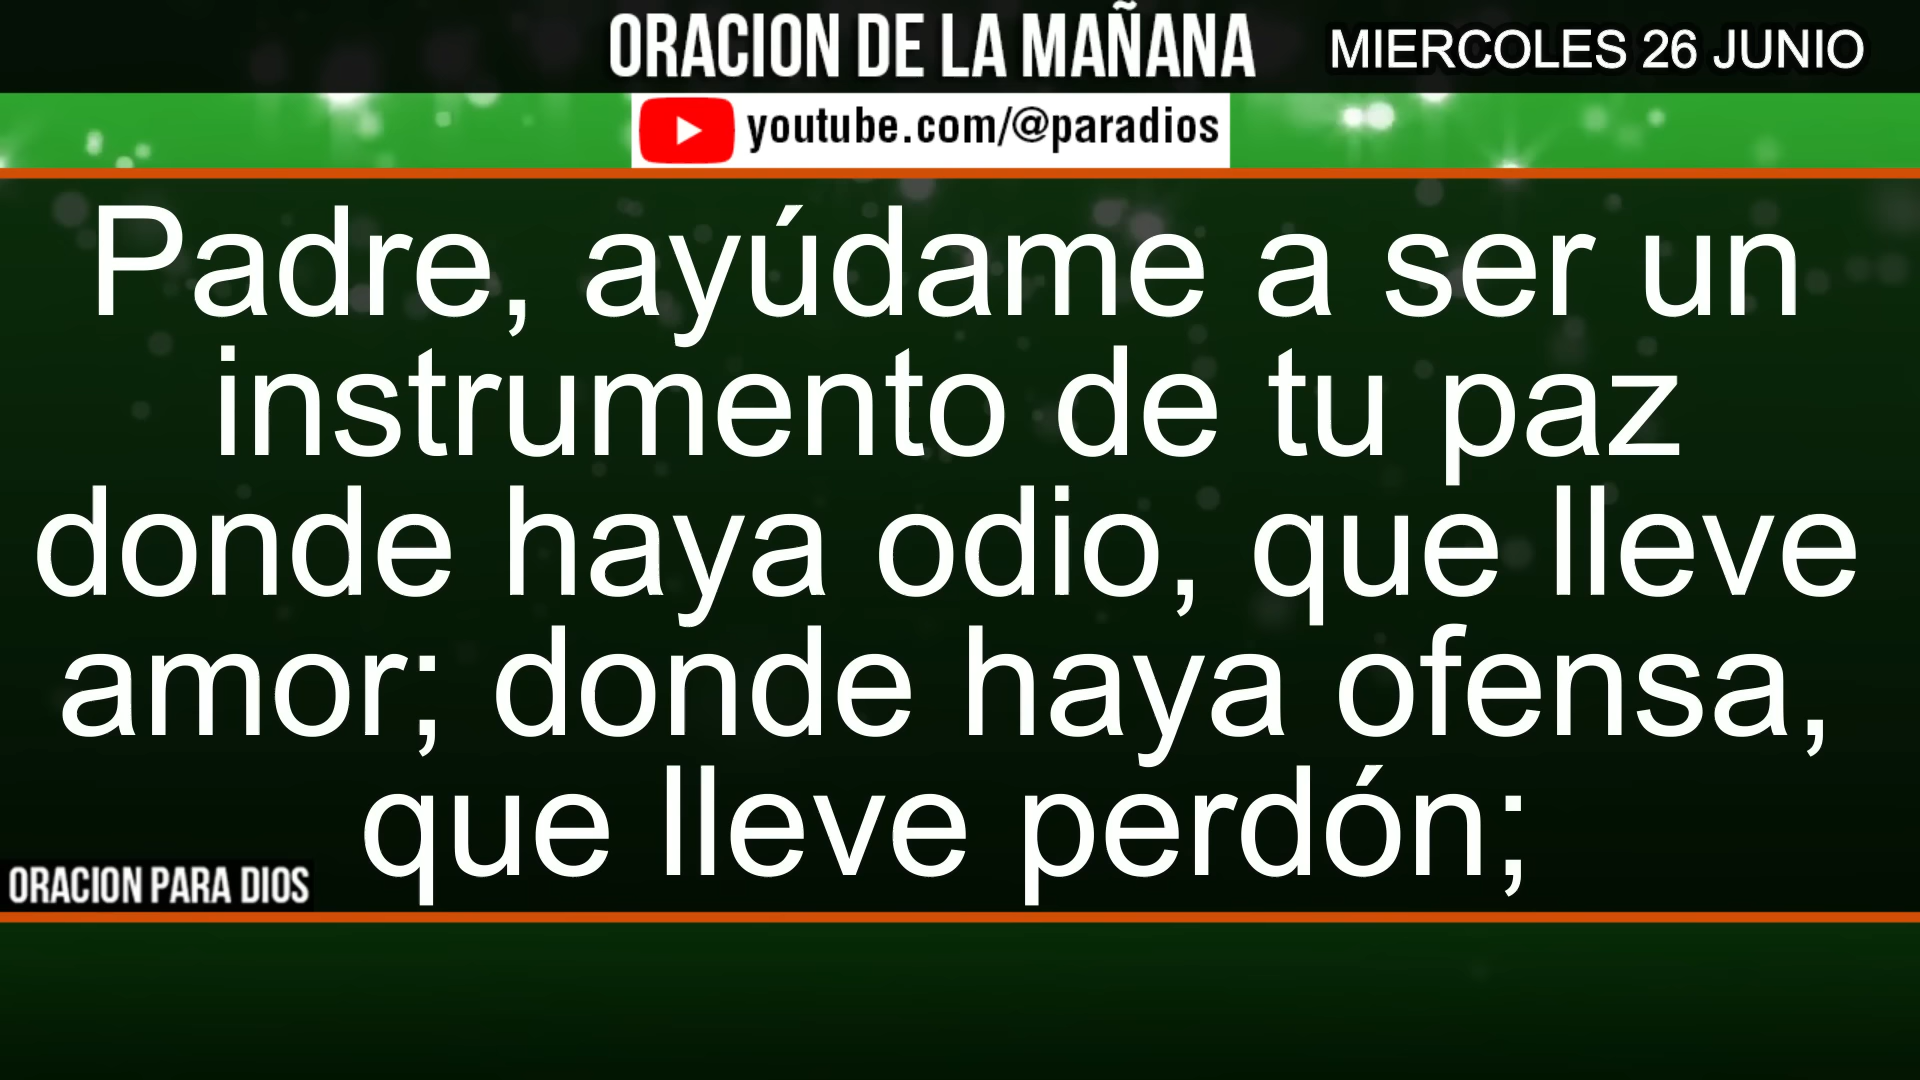 ORACION DE LA MAÑANA
MIERCOLES 26 JUNIO
youtube.com/@paradios
Padre, ayúdame a ser un
instrumento de tu paz
donde haya odio, que lleve
amor; donde haya ofensa,
que lleve perdón;
ORACION PARA DIOS